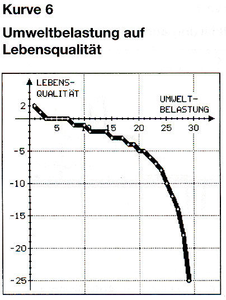 Kurve 6
Umweltbelastung auf
Lebensqualität
LEBENS-
QUALITÄT
UMWELT-
BELASTUNG
2
5 10 15 20 25 30
-5
-10
-15
-20
-25